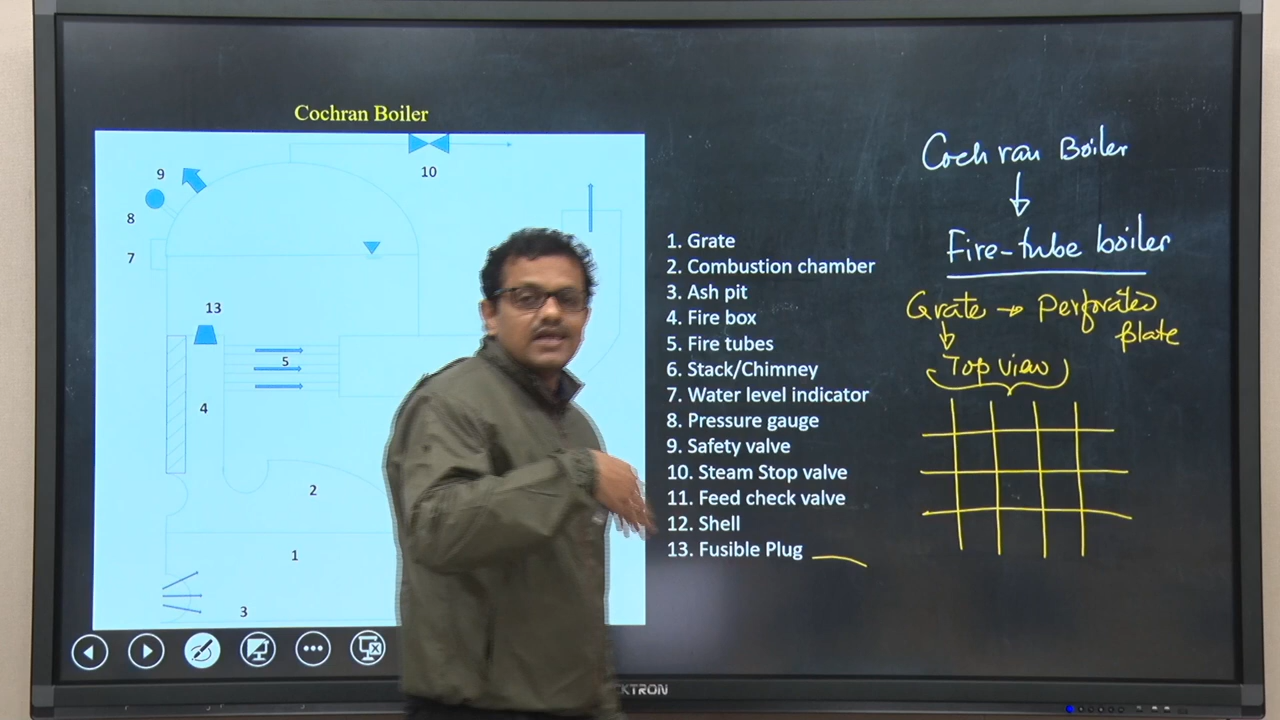 Cochran Boiler
9
10
8
7
13
5
4
2
1
3
1. Grate
2. Combustion chamber
3. Ash pit
4. Fire box
5. Fire tubes
6. Stack/Chimney
7. Water level indicator
8. Pressure gauge
9. Safety valve
10. Steam Stop valve
11. Feed check valve
12. Shell
13. Fusible Plug
Cochran Boiler
Fire-tube boiler
Grate → Perforated
plate
Top view